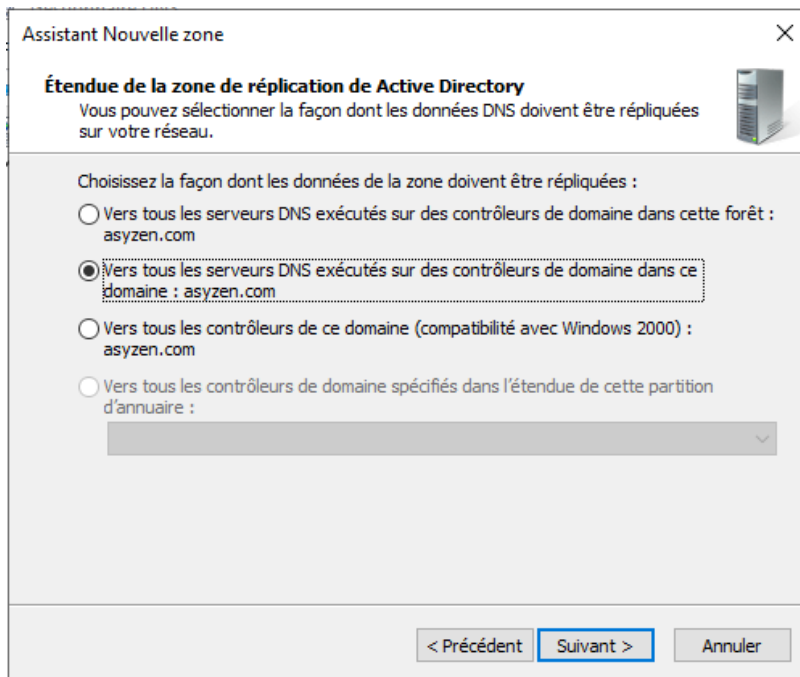 Assistant Nouvelle zone
Étendue de la zone de réplication de Active Directory
Vous pouvez sélectionner la façon dont les données DNS doivent être répliquées
sur votre réseau.
Choisissez la façon dont les données de la zone doivent être répliquées :
Vers tous les serveurs DNS exécutés sur des contrôleurs de domaine dans cette forêt :
asyzen.com
Vers tous les serveurs DNS exécutés sur des contrôleurs de domaine dans ce
domaine : asyzen.com
Vers tous les contrôleurs de ce domaine (compatibilité avec Windows 2000) :
asyzen.com
Vers tous les contrôleurs de domaine spécifiés dans l'étendue de cette partition
d'annuaire :
< Précédent Suivant > Annuler